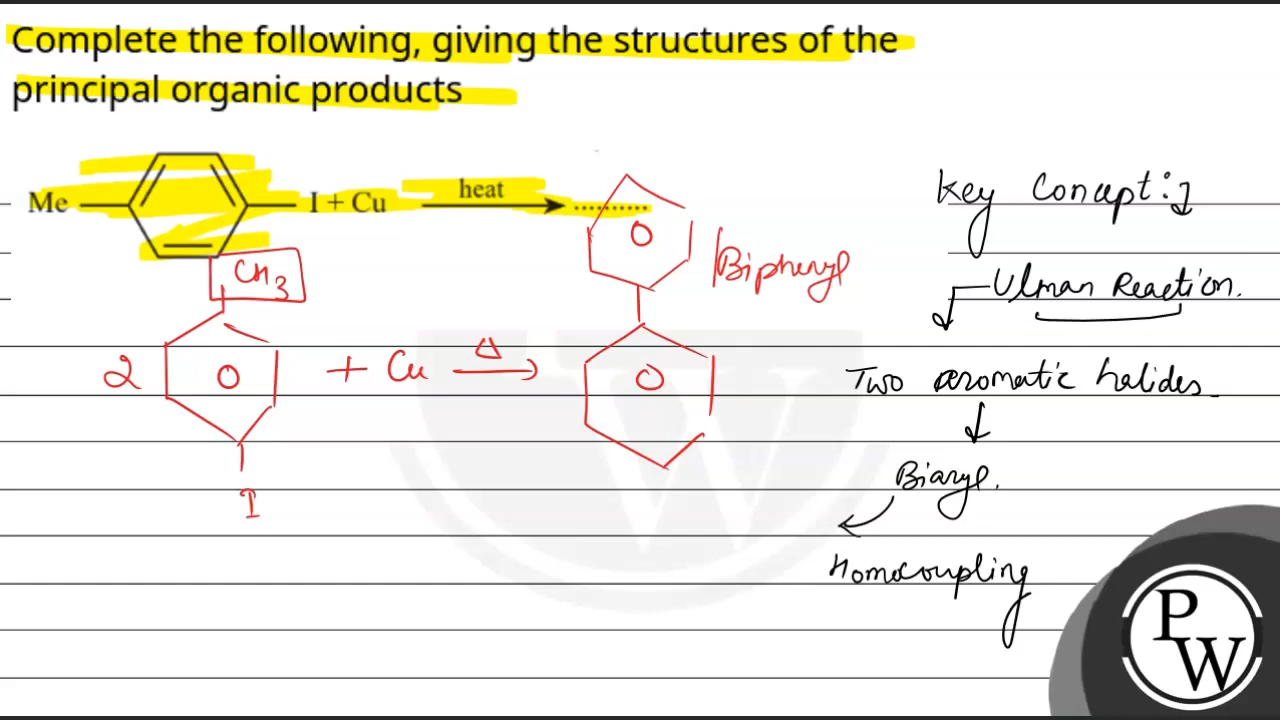 Complete the following, giving the structures of the
principal organic products
Me I + Cu heat ..........
CH3
2 + Cu Δ
I
Biphenyl
Key Concept:
Ulman Reaction.
Two aromatic halides
Biaryl.
Homocoupling
PW